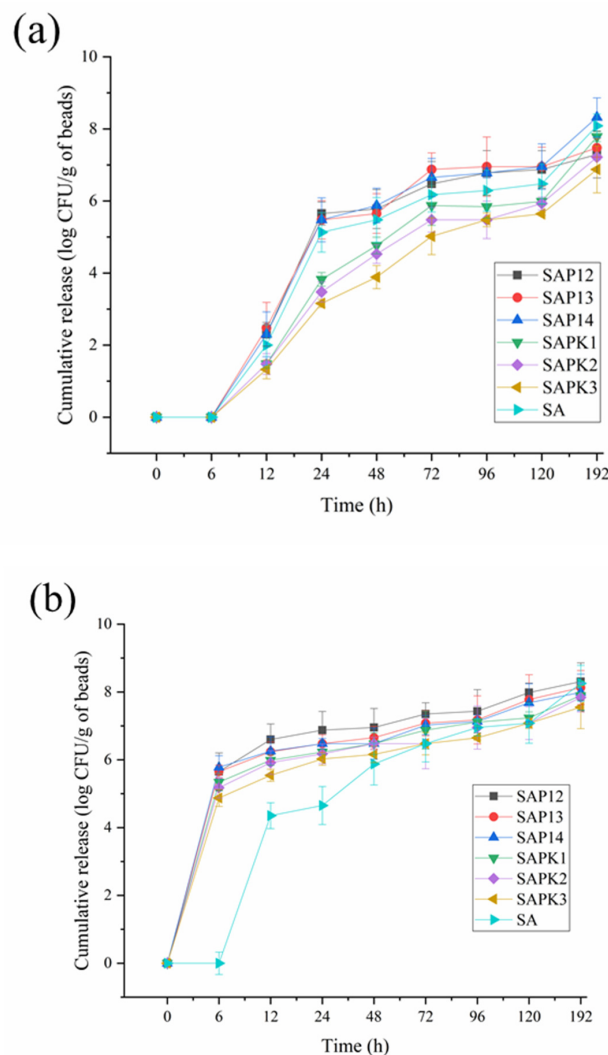 (a)
10
8
6
4
2
0
Cumulative release (log CFU/g of beads)
SAP12
SAP13
SAP14
SAPK1
SAPK2
SAPK3
SA
0 6 12 24 48 72 96 120 192
Time (h)
(b)
10
8
6
4
2
0
Cumulative release (log CFU/g of beads)
SAP12
SAP13
SAP14
SAPK1
SAPK2
SAPK3
SA
0 6 12 24 48 72 96 120 192
Time (h)